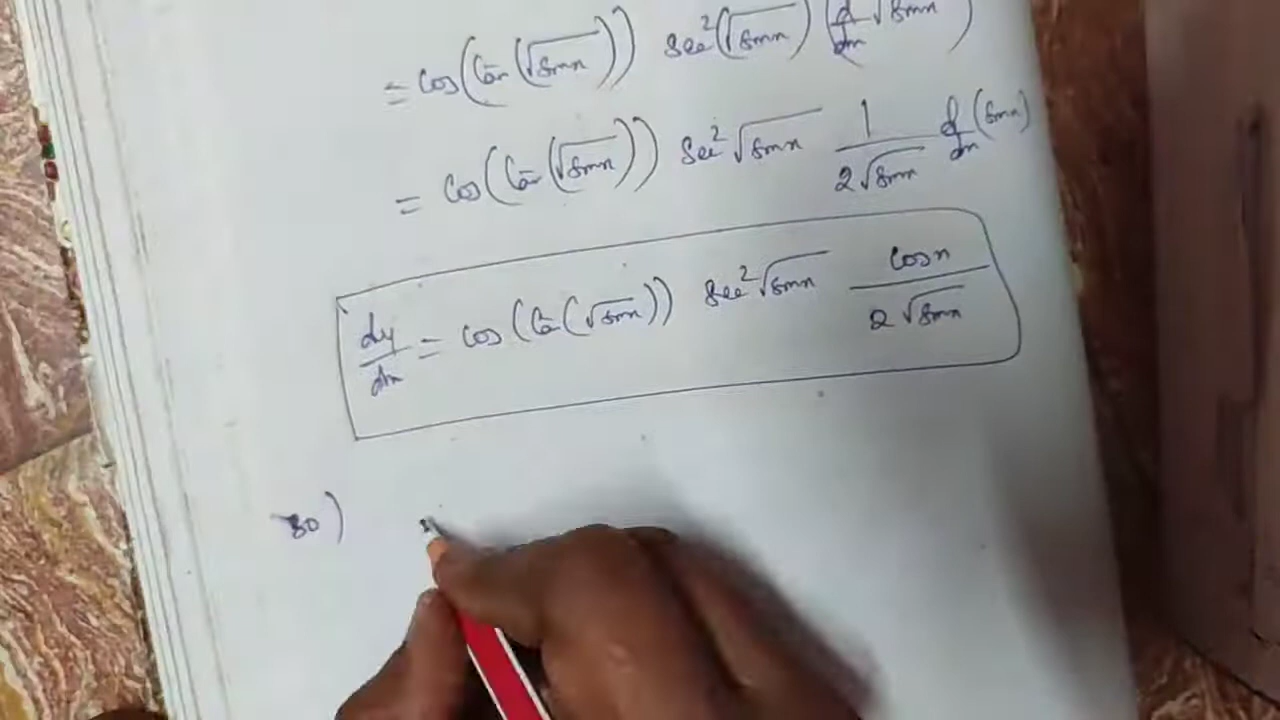 = cos(tan(√sinx)) sec²(√sinx) (d/dx √sinx)
= cos(tan(√sinx)) sec²√sinx 1/2√sinx d/dx (sinx)
dy/dx = cos(tan(√sinx)) sec²√sinx cosx/2√sinx
30)